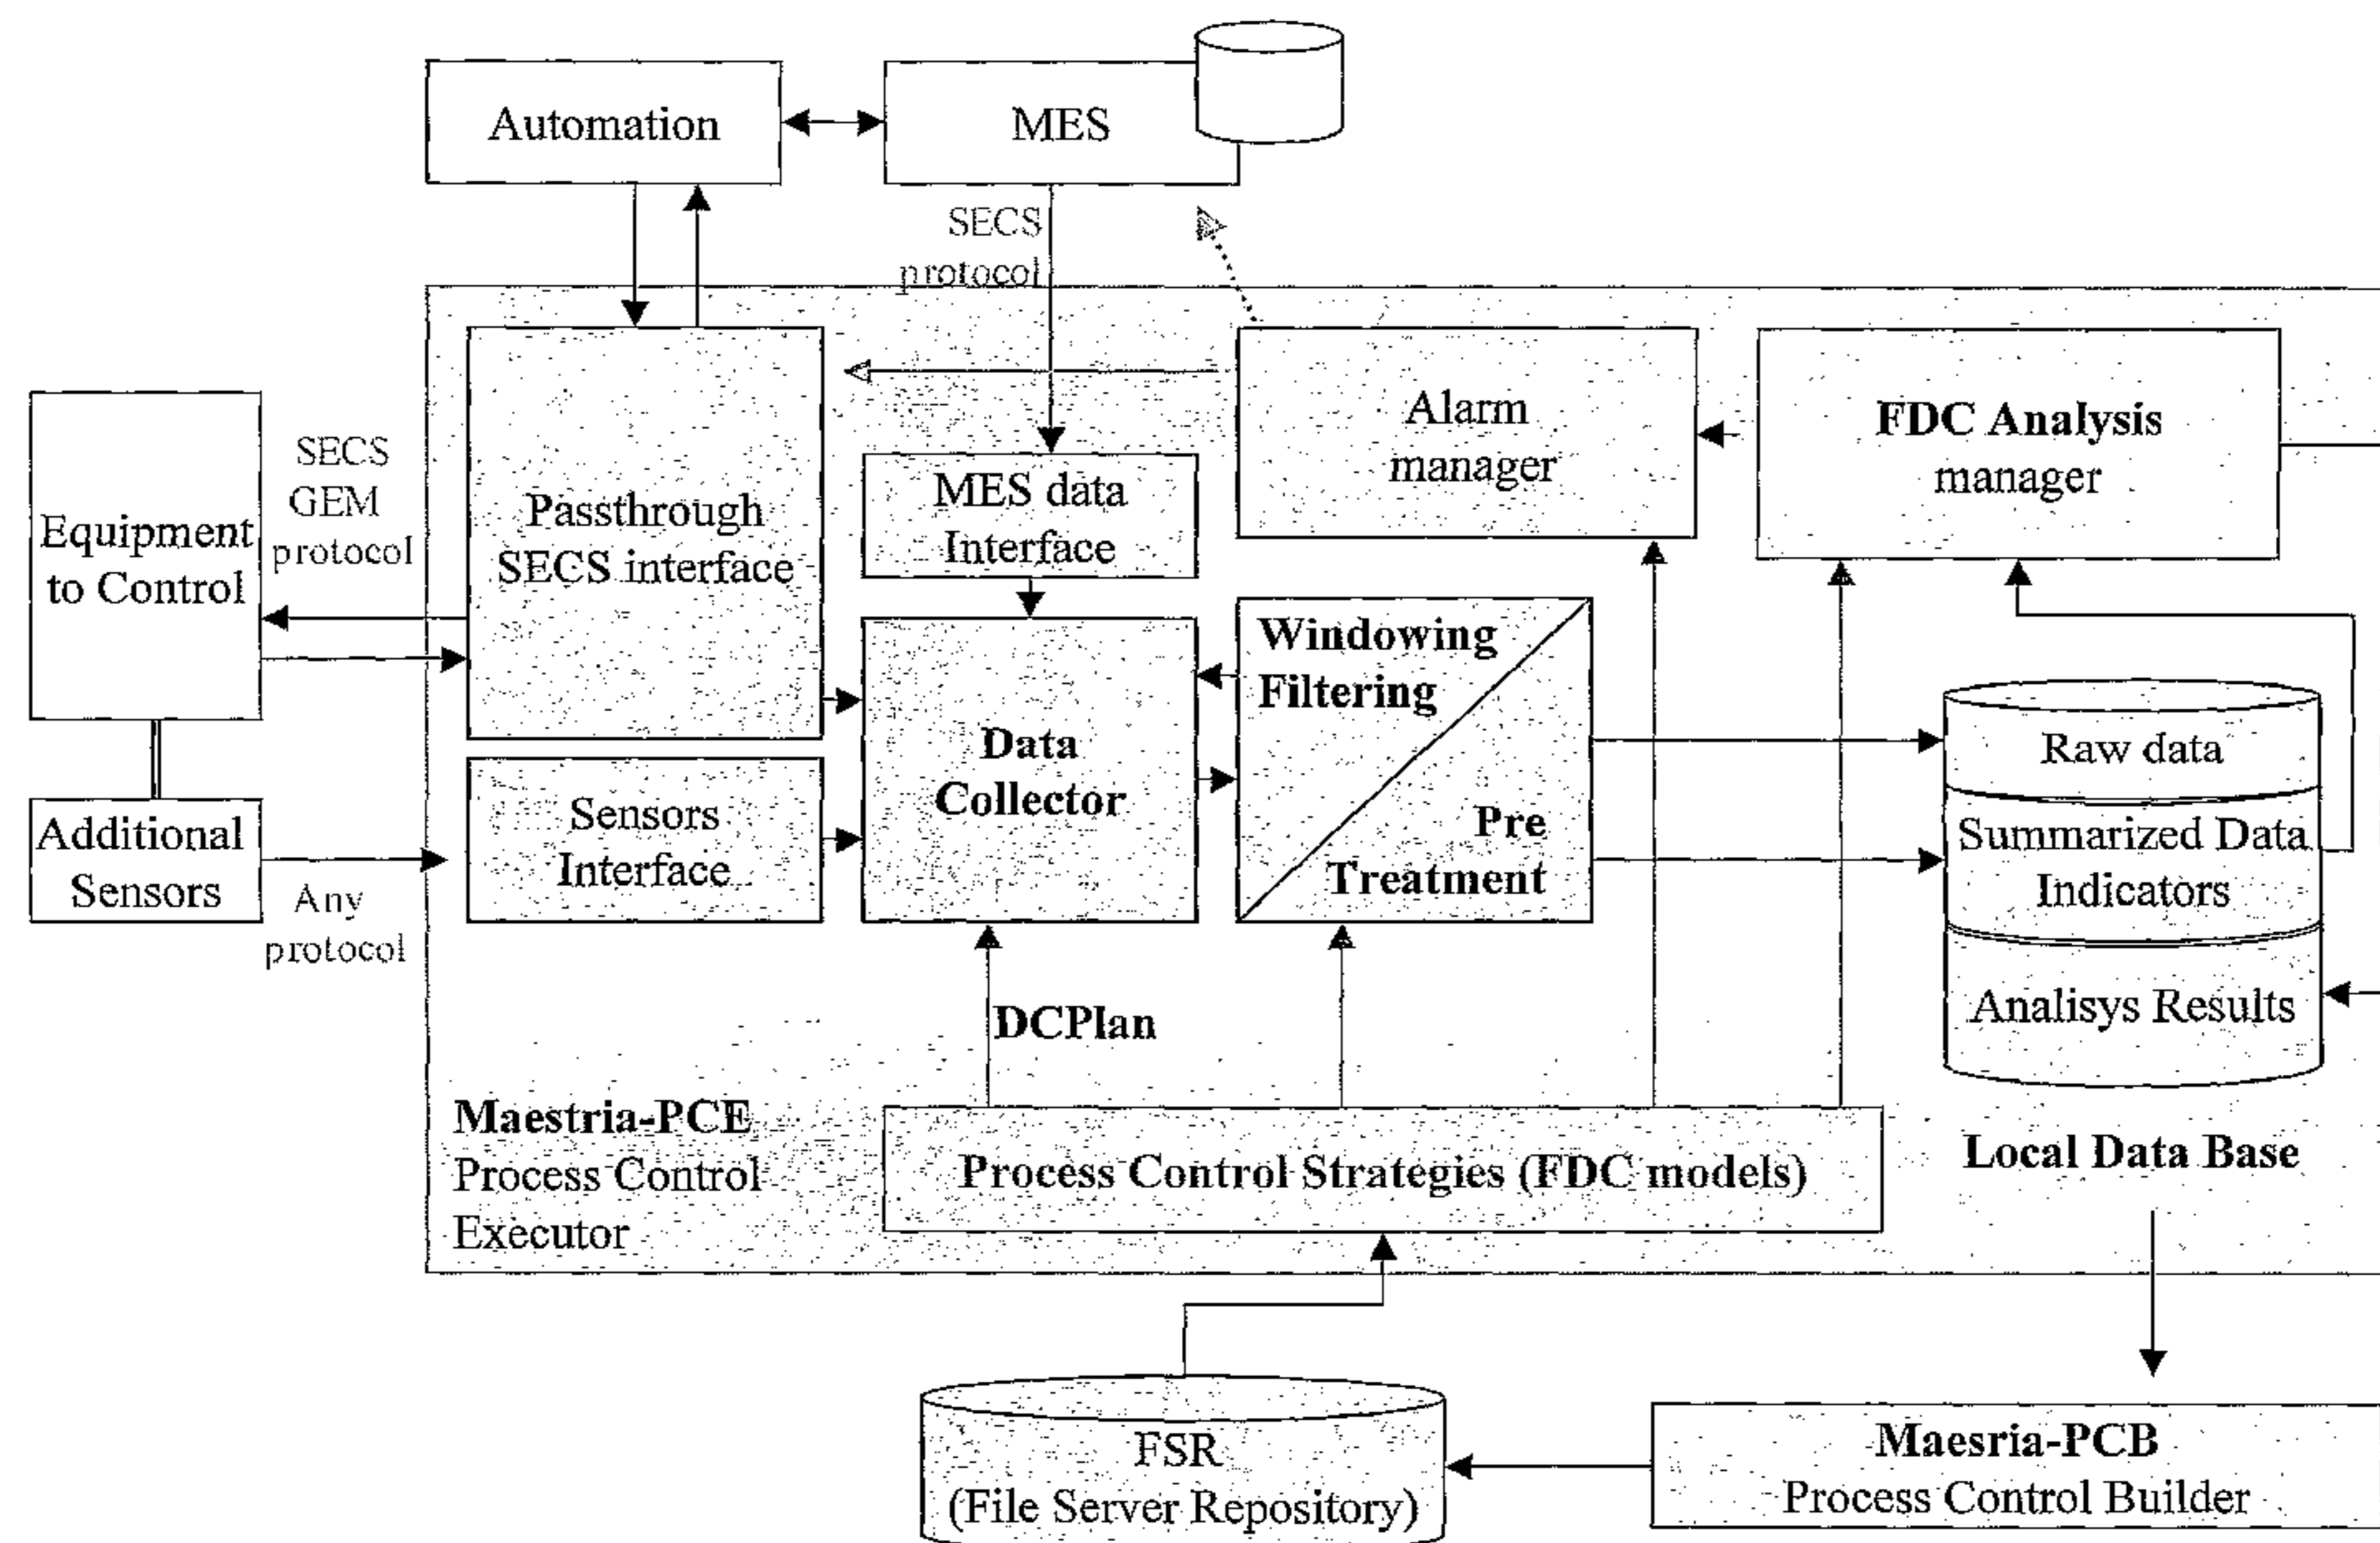 Automation
MES
SECS
protocol
Equipment
to Control
SECS
GEM
protocol
Passthrough
SECS interface
MES data
Interface
Alarm
manager
FDC Analysis
manager
Additional
Sensors
Any
protocol
Sensors
Interface
Data
Collector
Windowing
Filtering
Pre
Treatment
Raw data
Summarized Data
Indicators
Analisys Results
DCPlan
Maestria-PCE
Process Control
Executor
Process Control Strategies (FDC models)
Local Data Base
FSR
(File Server Repository)
Maesria-PCB
Process Control Builder